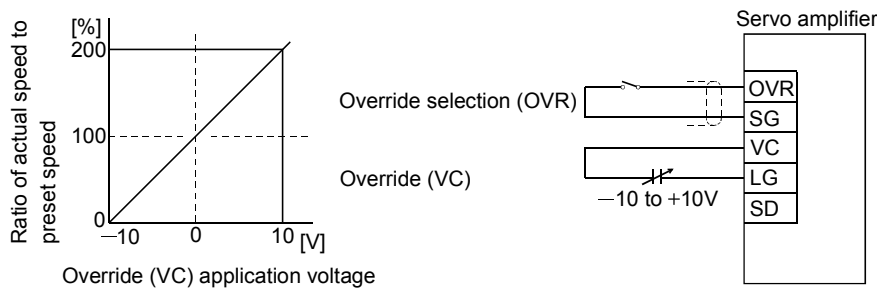 [%]
200
100
0
—10
0
10
[V]
Ratio of actual speed to
preset speed
Override (VC) application voltage
Servo amplifier
Override selection (OVR)
Override (VC)
—10 to +10V
OVR
SG
VC
LG
SD